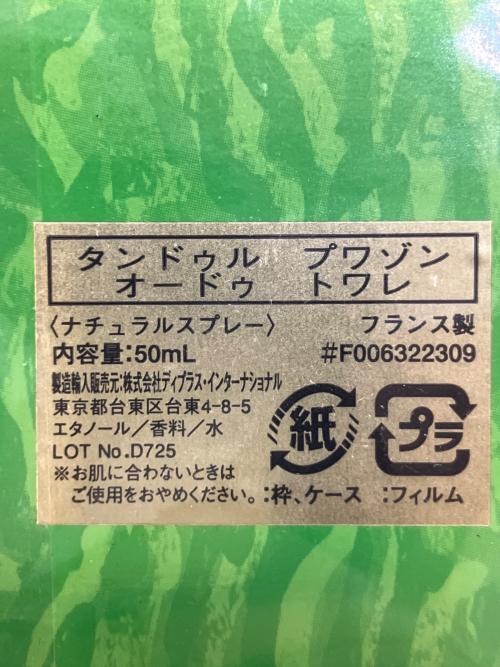 タンドゥル プワゾン
オードゥ トワレ
〈ナチュラルスプレー〉 フランス製
内容量:50mL #F006322309
製造輸入販売元:株式会社ディプラス・インターナショナル
東京都台東区台東4-8-5
エタノール/香料/水
LOT No.D725
※お肌に合わないときは
ご使用をおやめください。
紙
:枠、ケース
プラ
:フィルム